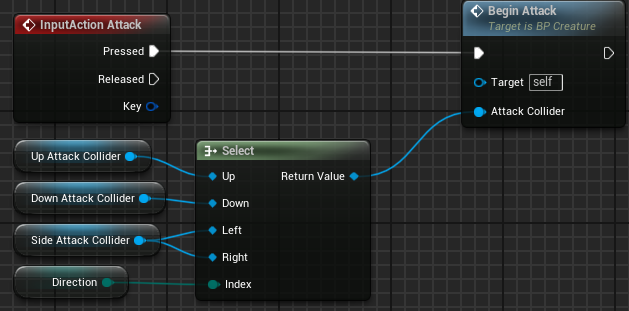 InputAction Attack
Pressed
Released
Key
Begin Attack
Target is BP Creature
Target self
Attack Collider
Up Attack Collider
Down Attack Collider
Side Attack Collider
Direction
Select
Up Return Value
Down
Left
Right
Index